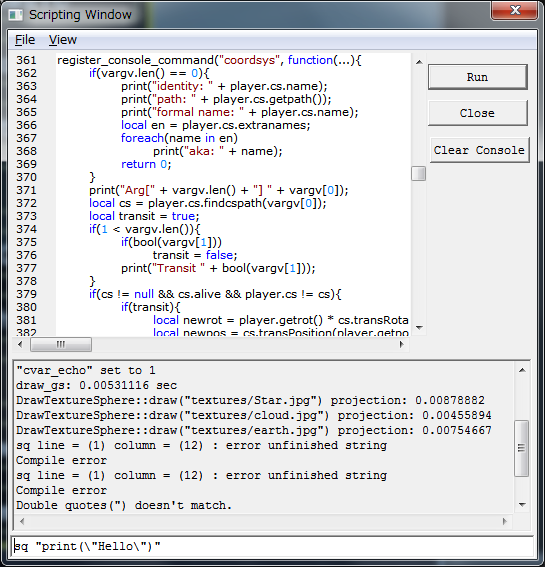 Scripting Window
File View
361 register_console_command("coordsys", function(...){
362 if(vargv.len() == 0){
363 print("identity: " + player.cs.name);
364 print("path: " + player.cs.getpath());
365 print("formal name: " + player.cs.name);
366 local en = player.cs.extranames;
367 foreach(name in en)
368 print("aka: " + name);
369 return 0;
370 }
371 print("Arg[" + vargv.len() + "] " + vargv[0]);
372 local cs = player.cs.findcspath(vargv[0]);
373 local transit = true;
374 if(1 < vargv.len()){
375 if(bool(vargv[1]))
376 transit = false;
377 print("Transit " + bool(vargv[1]));
378 }
379 if(cs != null && cs.alive && player.cs != cs){
380 if(transit){
381 local newrot = player.getrot() * cs.transRota
382 local newpos = cs.transPosition(player.getpo
Run
Close
Clear Console
"cvar_echo" set to 1
draw_gs: 0.00531116 sec
DrawTextureSphere::draw("textures/Star.jpg") projection: 0.00878882
DrawTextureSphere::draw("textures/cloud.jpg") projection: 0.00455894
DrawTextureSphere::draw("textures/earth.jpg") projection: 0.00754667
sq line = (1) column = (12) : error unfinished string
Compile error
sq line = (1) column = (12) : error unfinished string
Compile error
Double quotes(") doesn't match.
sq "print(\"Hello\")"